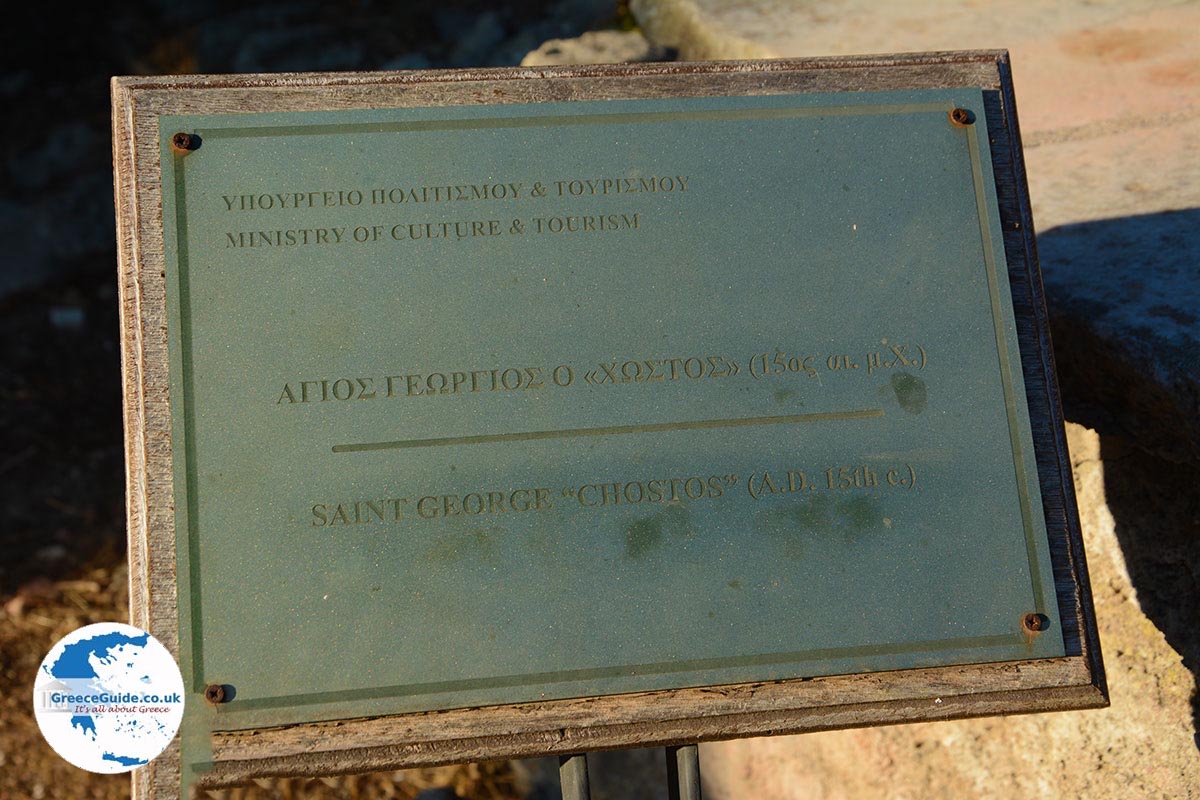 ΥΠΟΥΡΓΕΙΟ ΠΟΛΙΤΙΣΜΟΥ & ΤΟΥΡΙΣΜΟΥ
MINISTRY OF CULTURE & TOURISM
ΑΓΙΟΣ ΓΕΩΡΓΙΟΣ Ο «ΧΩΣΤΟΣ» (15ος αι. μ.Χ.)
SAINT GEORGE “CHOSTOS” (A.D. 15th c.)
GreeceGuide.co.uk
It's all about Greece